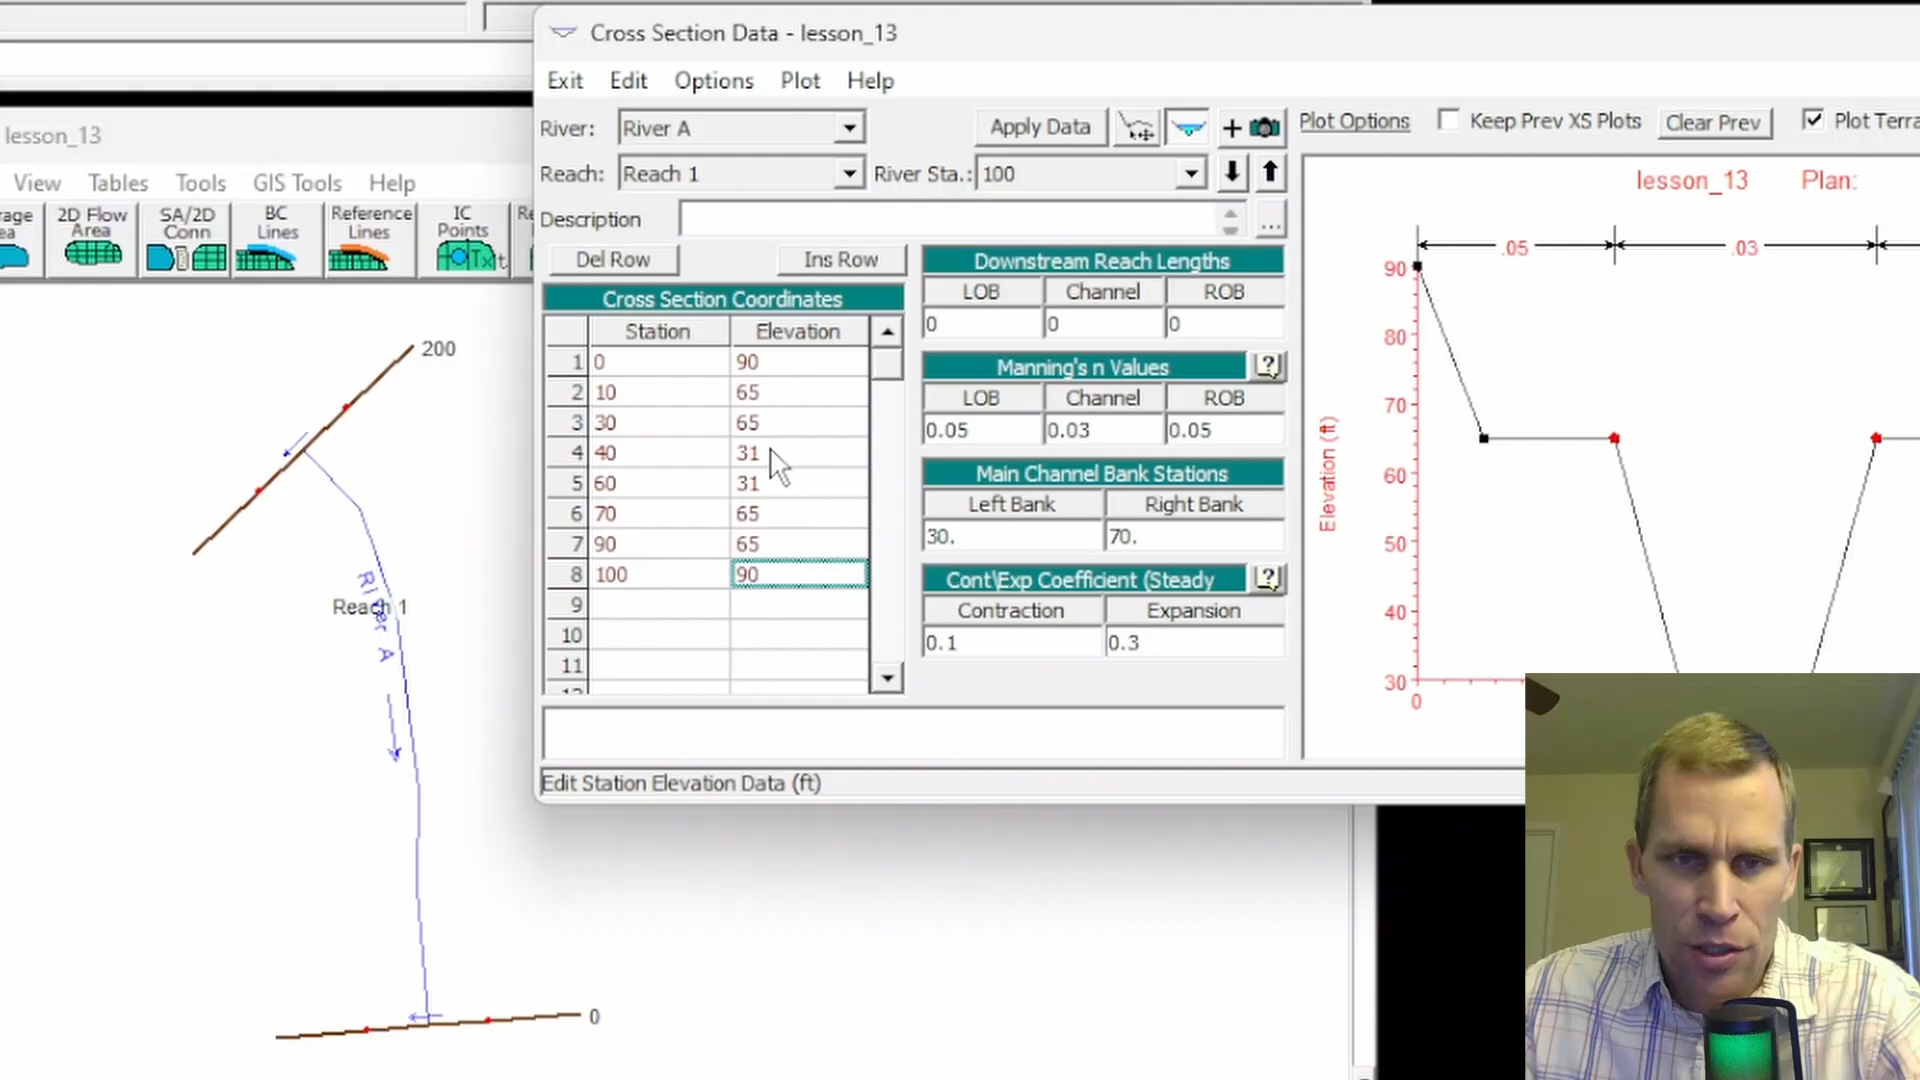 Cross Section Data - lesson_13
Exit Edit Options Plot Help
River: River A Apply Data
Reach: Reach 1 River Sta.: 100
Description ...
Del Row Ins Row
Cross Section Coordinates
Station Elevation
1 0 90
2 10 65
3 30 65
4 40 31
5 60 31
6 70 65
7 90 65
8 100 90
9
10
11
Downstream Reach Lengths
LOB Channel ROB
0 0 0
Manning's n Values ?
LOB Channel ROB
0.05 0.03 0.05
Main Channel Bank Stations
Left Bank Right Bank
30. 70.
Cont\Exp Coefficient (Steady ?
Contraction Expansion
0.1 0.3
Edit Station Elevation Data (ft)
Plot Options Keep Prev XS Plots Clear Prev Plot Terra
lesson_13 Plan:
.05 .03
90
80
70
60
50
40
30
0
Elevation (ft)
lesson_13
View Tables Tools GIS Tools Help
rage
ea
2D Flow
Area
SA/2D
Conn
BC
Lines
Reference
Lines
IC
Points
Txt
200
River A
Reach 1
0